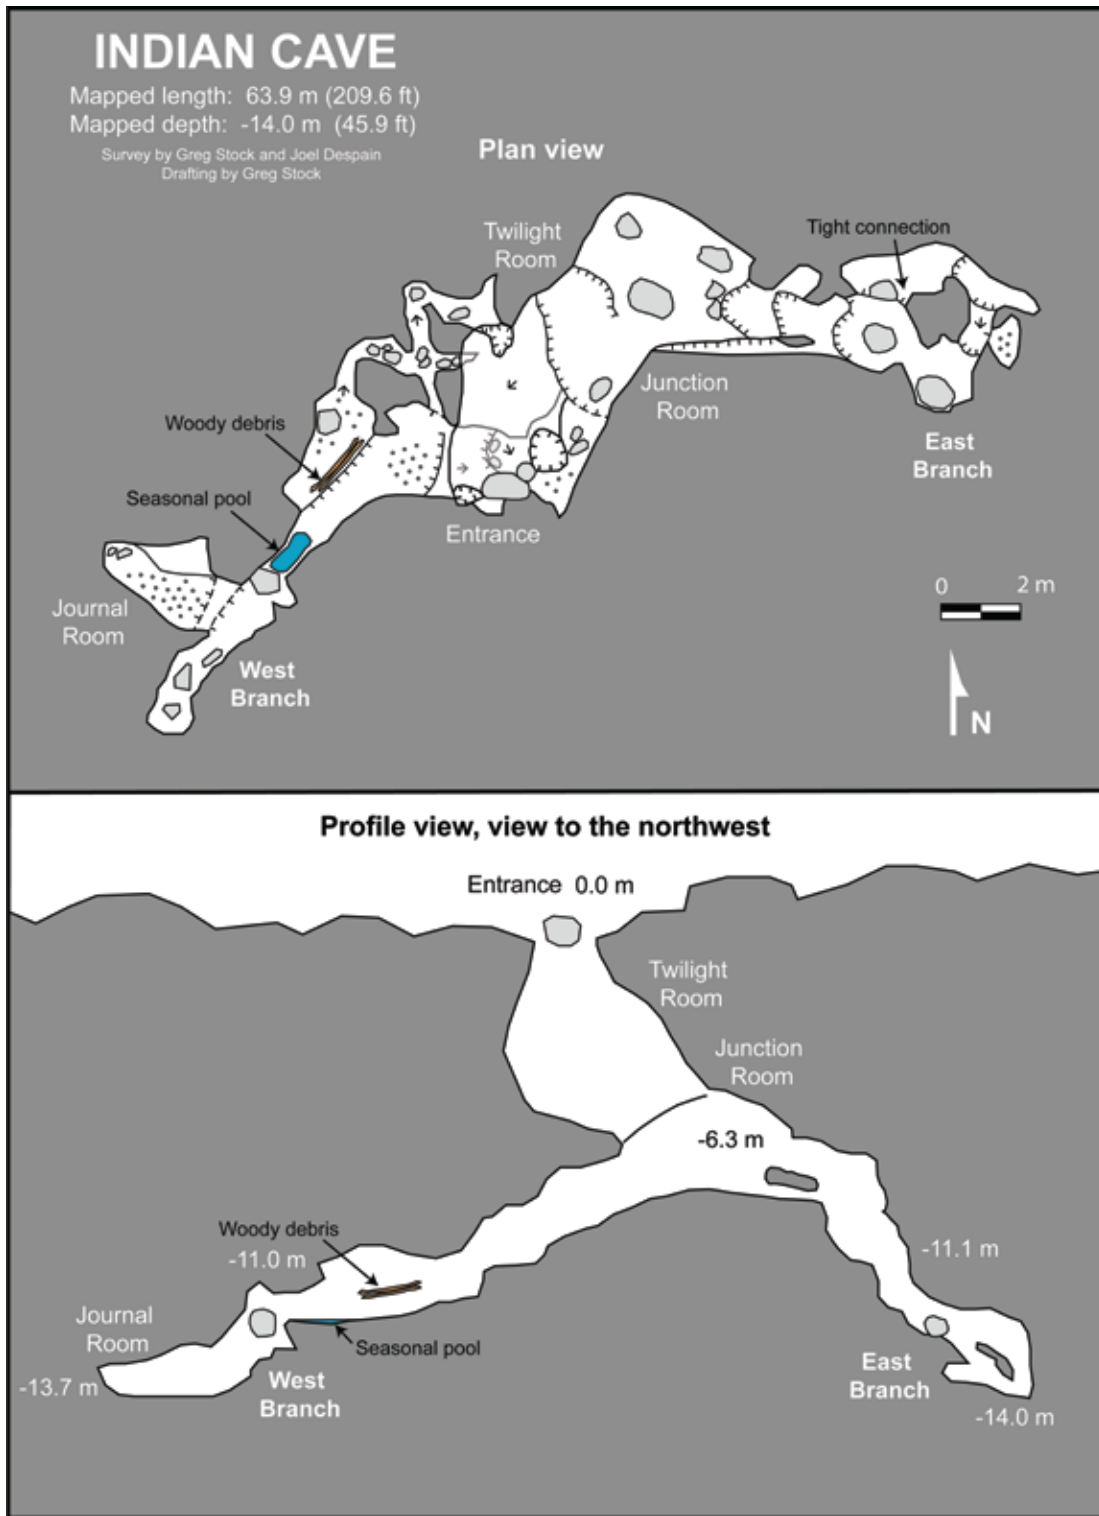 INDIAN CAVE
Mapped length: 63.9 m (209.6 ft)
Mapped depth: -14.0 m (45.9 ft)
Survey by Greg Stock and Joel Despain
Drafting by Greg Stock
Plan view
Twilight
Room
Tight connection
Junction
Room
Woody debris
East
Branch
Seasonal pool
Entrance
0 2 m
Journal
Room
West
Branch
N
Profile view, view to the northwest
Entrance 0.0 m
Twilight
Room
Junction
Room
-6.3 m
Woody debris
-11.0 m
-11.1 m
Journal
Room
Seasonal pool
-13.7 m
West
Branch
East
Branch
-14.0 m